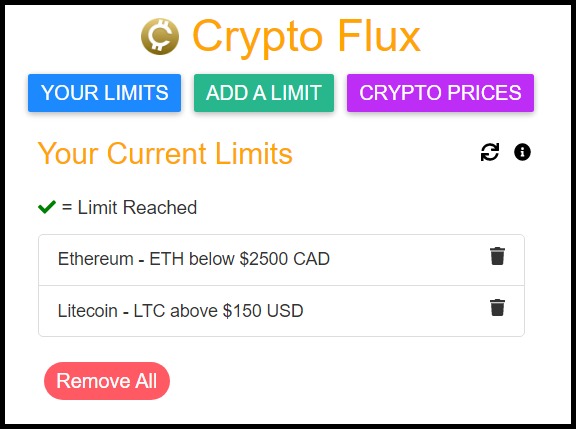 Crypto Flux
YOUR LIMITS ADD A LIMIT CRYPTO PRICES
Your Current Limits
= Limit Reached
Ethereum - ETH below $2500 CAD
Litecoin - LTC above $150 USD
Remove All